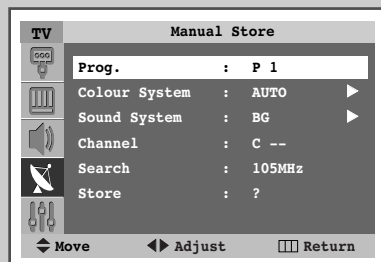 TV Manual Store
Prog. : P 1
Colour System : AUTO
Sound System : BG
Channel : C --
Search : 105MHz
Store : ?
Move Adjust Return